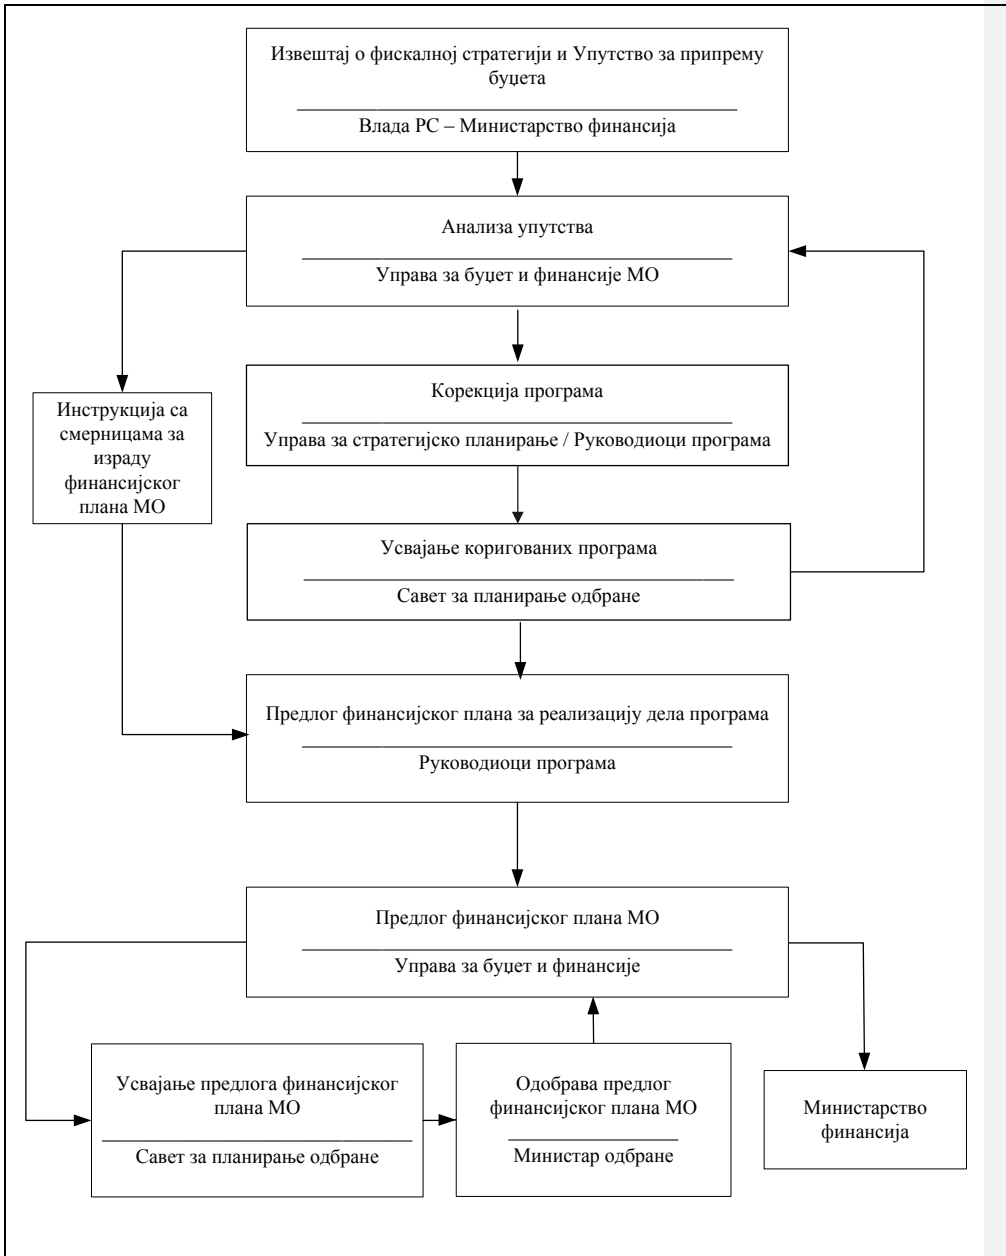 Извештај о фискалној стратегији и Упутство за припрему
буџета
Влада РС – Министарство финансија
Анализа упутства
Управа за буџет и финансије МО
Корекција програма
Управа за стратегијско планирање / Руководиоци програма
Инструкција са
смерницама за
израду
финансијског
плана МО
Усвајање коригованих програма
Савет за планирање одбране
Предлог финансијског плана за реализацију дела програма
Руководиоци програма
Предлог финансијског плана МО
Управа за буџет и финансије
Усвајање предлога финансијског
плана МО
Савет за планирање одбране
Одобрава предлог
финансијског плана МО
Министар одбране
Министарство
финансија